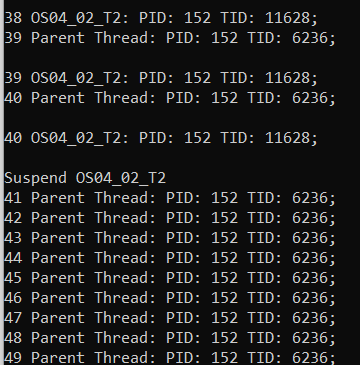 38 OS04_02_T2: PID: 152 TID: 11628;
39 Parent Thread: PID: 152 TID: 6236;
39 OS04_02_T2: PID: 152 TID: 11628;
40 Parent Thread: PID: 152 TID: 6236;
40 OS04_02_T2: PID: 152 TID: 11628;
Suspend OS04_02_T2
41 Parent Thread: PID: 152 TID: 6236;
42 Parent Thread: PID: 152 TID: 6236;
43 Parent Thread: PID: 152 TID: 6236;
44 Parent Thread: PID: 152 TID: 6236;
45 Parent Thread: PID: 152 TID: 6236;
46 Parent Thread: PID: 152 TID: 6236;
47 Parent Thread: PID: 152 TID: 6236;
48 Parent Thread: PID: 152 TID: 6236;
49 Parent Thread: PID: 152 TID: 6236;